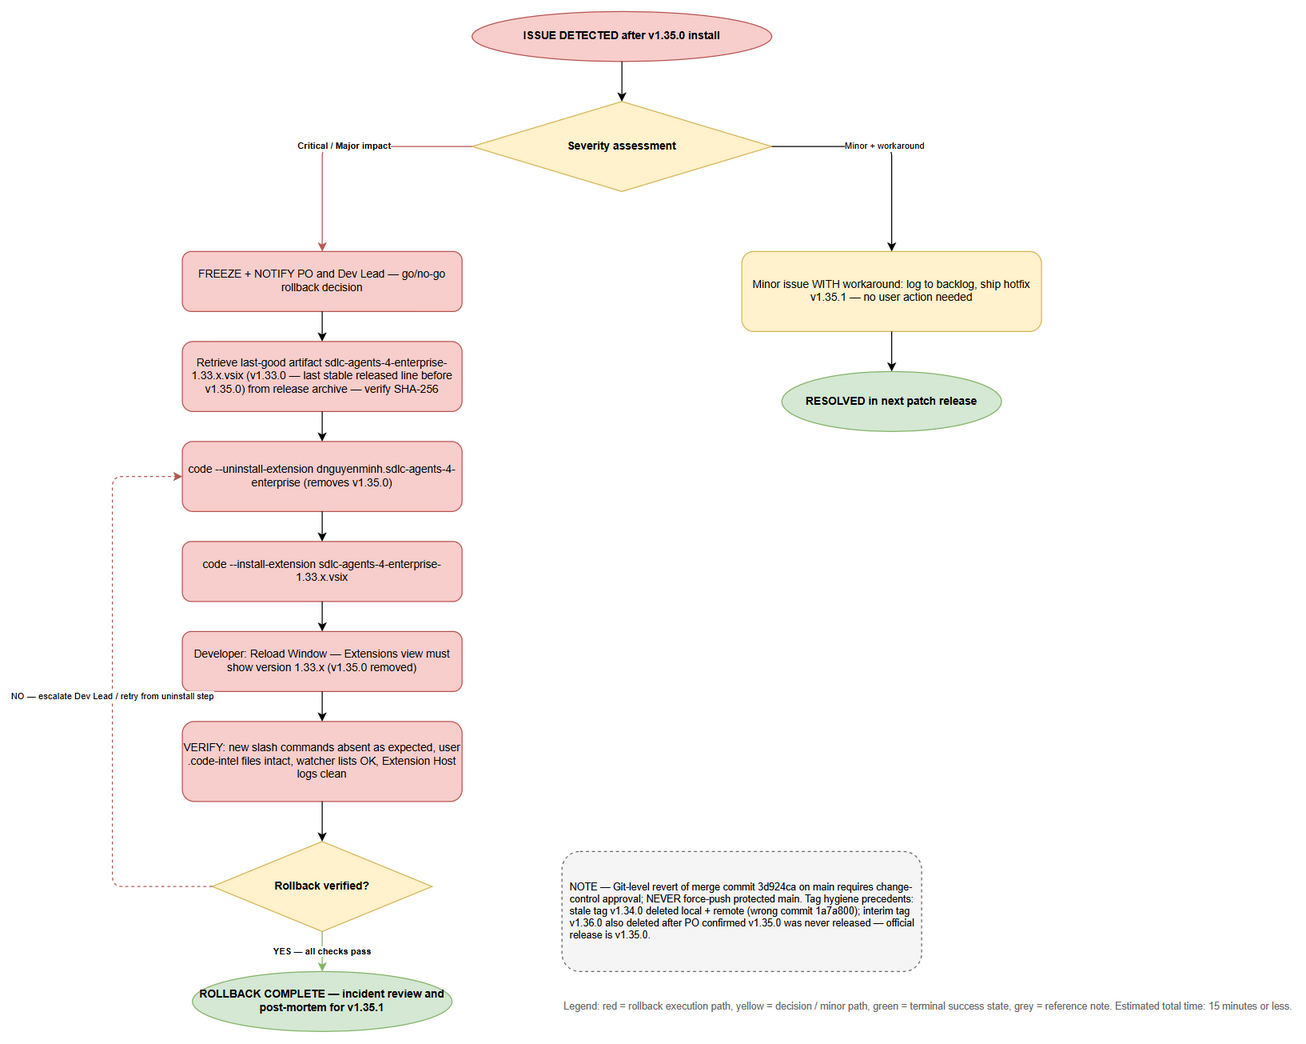 ISSUE DETECTED after v1.35.0 install
Severity assessment
Critical / Major impact
Minor + workaround
FREEZE + NOTIFY PO and Dev Lead — go/no-go
rollback decision
Minor issue WITH workaround: log to backlog, ship hotfix
v1.35.1 — no user action needed
Retrieve last-good artifact sdlc-agents-4-enterprise-
1.33.x.vsix (v1.33.0 — last stable released line before
v1.35.0) from release archive — verify SHA-256
RESOLVED in next patch release
code --uninstall-extension dnguyenminh.sdlc-agents-4-
enterprise (removes v1.35.0)
code --install-extension sdlc-agents-4-enterprise-
1.33.x.vsix
Developer: Reload Window — Extensions view must
show version 1.33.x (v1.35.0 removed)
NO — escalate Dev Lead / retry from uninstall step
VERIFY: new slash commands absent as expected, user
.code-intel files intact, watcher lists OK, Extension Host
logs clean
Rollback verified?
NOTE — Git-level revert of merge commit 3d924ca on main requires change-
control approval; NEVER force-push protected main. Tag hygiene precedents:
stale tag v1.34.0 deleted local + remote (wrong commit 1a7a800); interim tag
v1.36.0 also deleted after PO confirmed v1.35.0 was never released — official
release is v1.35.0.
YES — all checks pass
ROLLBACK COMPLETE — incident review and
post-mortem for v1.35.1
Legend: red = rollback execution path, yellow = decision / minor path, green = terminal success state, grey = reference note. Estimated total time: 15 minutes or less.